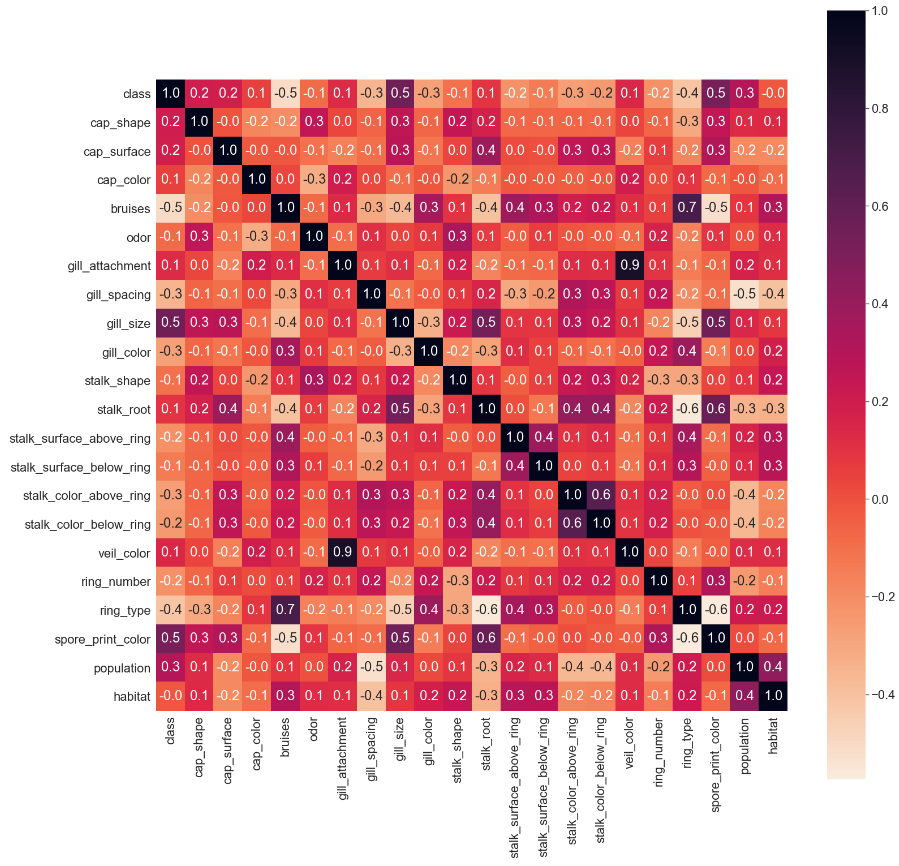 1.0
class 1.0 0.2 0.2 0.1 -0.5 -0.1 0.1 -0.3 0.5 -0.3 -0.1 0.1 -0.2 -0.1 -0.3 -0.2 0.1 -0.2 -0.4 0.5 0.3 -0.0
0.8
cap_shape 0.2 1.0 -0.0 -0.2 -0.2 0.3 0.0 -0.1 0.3 -0.1 0.2 0.2 -0.1 -0.1 -0.1 -0.1 0.0 -0.1 -0.3 0.3 0.1 0.1
cap_surface 0.2 -0.0 1.0 -0.0 -0.0 -0.1 -0.2 -0.1 0.3 -0.1 0.0 0.4 0.0 -0.0 0.3 0.3 -0.2 0.1 -0.0 0.3 -0.2 -0.2
cap_color 0.1 -0.2 -0.0 1.0 0.0 -0.3 0.2 0.0 -0.1 -0.0 -0.2 -0.1 -0.0 -0.0 -0.0 -0.0 0.2 0.0 0.1 -0.1 -0.0 -0.1
bruises -0.5 -0.2 -0.0 0.0 1.0 -0.1 0.1 -0.3 -0.4 0.3 0.1 -0.4 0.4 0.3 0.2 0.2 0.1 0.1 0.7 -0.5 0.1 0.3
0.6
odor -0.1 0.3 -0.1 -0.3 -0.1 1.0 -0.1 0.1 0.0 -0.1 0.3 0.1 -0.0 -0.1 -0.0 -0.0 -0.1 0.2 -0.2 0.1 0.0 0.1
gill_attachment 0.1 0.0 -0.2 0.2 0.1 -0.1 1.0 0.1 0.1 -0.1 0.2 -0.2 -0.1 -0.1 0.1 0.1 0.9 0.1 -0.1 -0.1 0.2 0.1
gill_spacing -0.3 -0.1 -0.1 0.0 -0.3 0.1 0.1 1.0 -0.1 -0.0 0.1 0.2 -0.3 -0.2 0.3 0.3 0.1 0.2 -0.2 -0.1 -0.5 -0.4
0.4
gill_size 0.5 0.3 0.3 -0.1 -0.4 0.0 0.1 -0.1 1.0 -0.3 0.2 0.5 0.1 0.1 0.3 0.2 0.1 -0.2 -0.5 0.5 0.1 0.1
gill_color -0.3 -0.1 -0.1 -0.0 0.3 -0.1 -0.1 -0.0 -0.3 1.0 -0.2 -0.3 0.1 0.1 -0.1 -0.1 -0.0 0.2 0.4 -0.1 0.0 0.2
stalk_shape -0.1 0.2 0.0 -0.2 0.1 0.3 0.2 0.1 0.2 -0.2 1.0 0.1 -0.0 0.1 0.2 0.3 0.2 -0.3 -0.3 0.0 0.1 0.2
0.2
stalk_root 0.1 0.2 0.4 -0.1 -0.4 0.1 -0.2 0.2 0.5 -0.3 0.1 1.0 0.0 -0.1 0.4 0.4 -0.2 0.2 -0.6 0.6 -0.3 -0.3
stalk_surface_above_ring -0.2 -0.1 0.0 -0.0 0.4 -0.0 -0.1 -0.3 0.1 0.1 -0.0 0.0 1.0 0.4 0.1 0.1 -0.1 0.1 0.4 -0.1 0.2 0.3
stalk_surface_below_ring -0.1 -0.1 -0.0 -0.0 0.3 -0.1 -0.1 -0.2 0.1 0.1 0.1 -0.1 0.4 1.0 0.0 0.1 -0.1 0.1 0.3 -0.0 0.1 0.3
stalk_color_above_ring -0.3 -0.1 0.3 -0.0 0.2 -0.0 0.1 0.3 0.3 -0.1 0.2 0.4 0.1 0.0 1.0 0.6 0.1 0.2 -0.0 -0.0 -0.4 -0.2
0.0
stalk_color_below_ring -0.2 -0.1 0.3 -0.0 0.2 -0.0 0.1 0.3 0.2 -0.1 0.3 0.4 0.1 0.1 0.6 1.0 0.1 0.2 -0.0 -0.0 -0.4 -0.2
veil_color 0.1 0.0 -0.2 0.2 0.1 -0.1 0.9 0.1 0.1 -0.0 0.2 -0.2 -0.1 -0.1 0.1 0.1 1.0 0.0 -0.1 -0.0 0.1 0.1
ring_number -0.2 -0.1 0.1 0.0 0.1 0.2 0.1 0.2 -0.2 0.2 -0.3 0.2 0.1 0.1 0.2 0.2 0.0 1.0 0.1 0.3 -0.2 -0.1
-0.2
ring_type -0.4 -0.3 -0.0 0.1 0.7 -0.2 -0.1 -0.2 -0.5 0.4 -0.3 -0.6 0.4 0.3 -0.0 -0.0 -0.1 0.1 1.0 -0.6 0.2 0.2
spore_print_color 0.5 0.3 0.3 -0.1 -0.5 0.1 -0.1 -0.1 0.5 -0.1 0.0 0.6 -0.1 -0.0 -0.0 -0.0 -0.0 0.3 -0.6 1.0 0.0 -0.1
population 0.3 0.1 -0.2 -0.0 0.1 0.0 0.2 -0.5 0.1 0.0 0.1 -0.3 0.2 0.1 -0.4 -0.4 0.1 -0.2 0.2 0.0 1.0 0.4
habitat -0.0 0.1 -0.2 -0.1 0.3 0.1 0.1 -0.4 0.1 0.2 0.2 -0.3 0.3 0.3 -0.2 -0.2 0.1 -0.1 0.2 -0.1 0.4 1.0
-0.4
class
cap_shape
cap_surface
cap_color
bruises
odor
gill_attachment
gill_spacing
gill_size
gill_color
stalk_shape
stalk_root
stalk_surface_above_ring
stalk_surface_below_ring
stalk_color_above_ring
stalk_color_below_ring
veil_color
ring_number
ring_type
spore_print_color
population
habitat